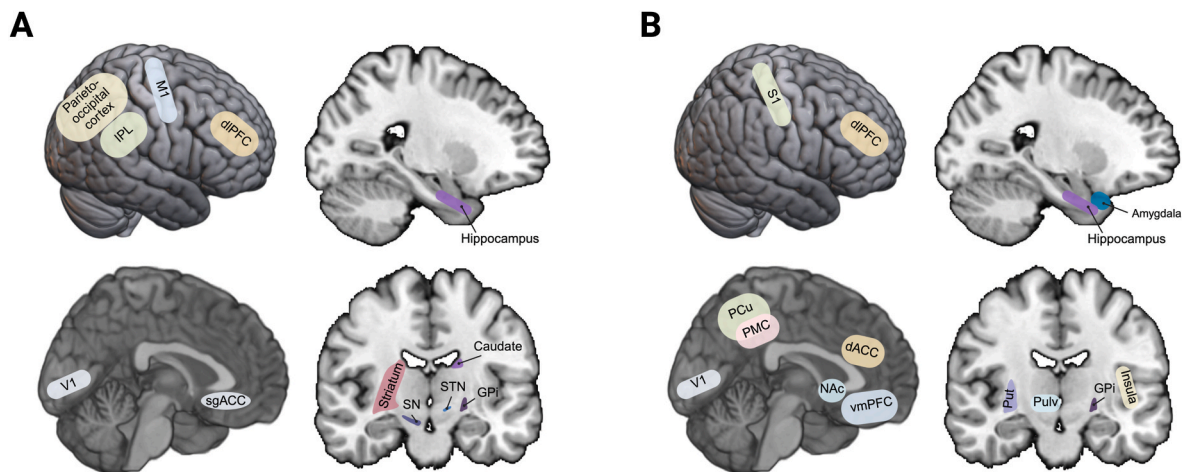 A
Parieto-
occipital
cortex
IPL
M1
dlPFC
Hippocampus
V1
sgACC
Striatum
SN
STN
GPi
Caudate
B
S1
dlPFC
Amygdala
Hippocampus
PCu
PMC
dACC
V1
NAc
vmPFC
Put
Pulv
GPi
Insula